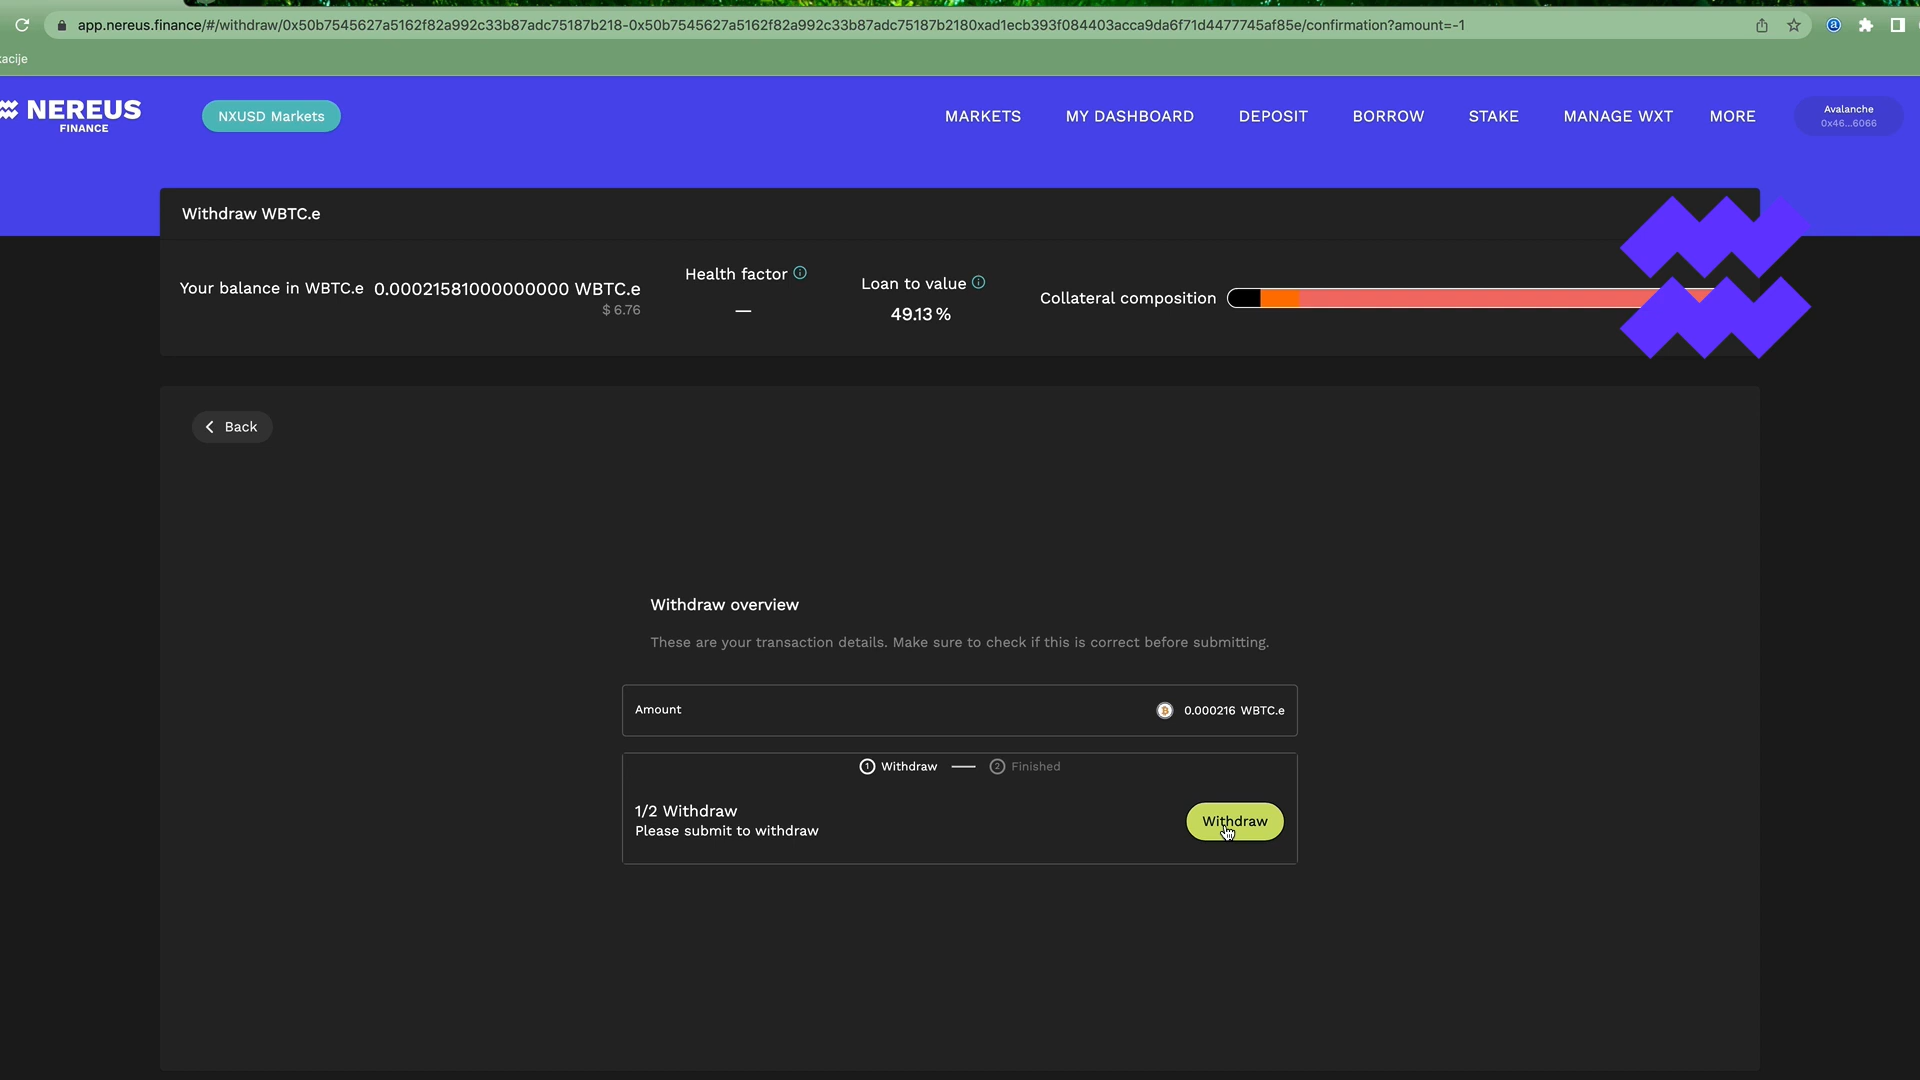 app.nereus.finance/#/withdraw/0x50b7545627a5162f82a992c33b87adc75187b218-0x50b7545627a5162f82a992c33b87adc75187b2180xad1ecb393f084403acca9da6f71d4477745af85e/confirmation?amount=-1
acije
NEREUS
FINANCE
NXUSD Markets
MARKETS
MY DASHBOARD
DEPOSIT
BORROW
STAKE
MANAGE WXT
MORE
Avalanche
0x46...6066
Withdraw WBTC.e
Your balance in WBTC.e 0.00021581000000000 WBTC.e
$ 6.76
Health factor
—
Loan to value
49.13 %
Collateral composition
Back
Withdraw overview
These are your transaction details. Make sure to check if this is correct before submitting.
Amount 0.000216 WBTC.e
1 Withdraw 2 Finished
1/2 Withdraw
Please submit to withdraw
Withdraw